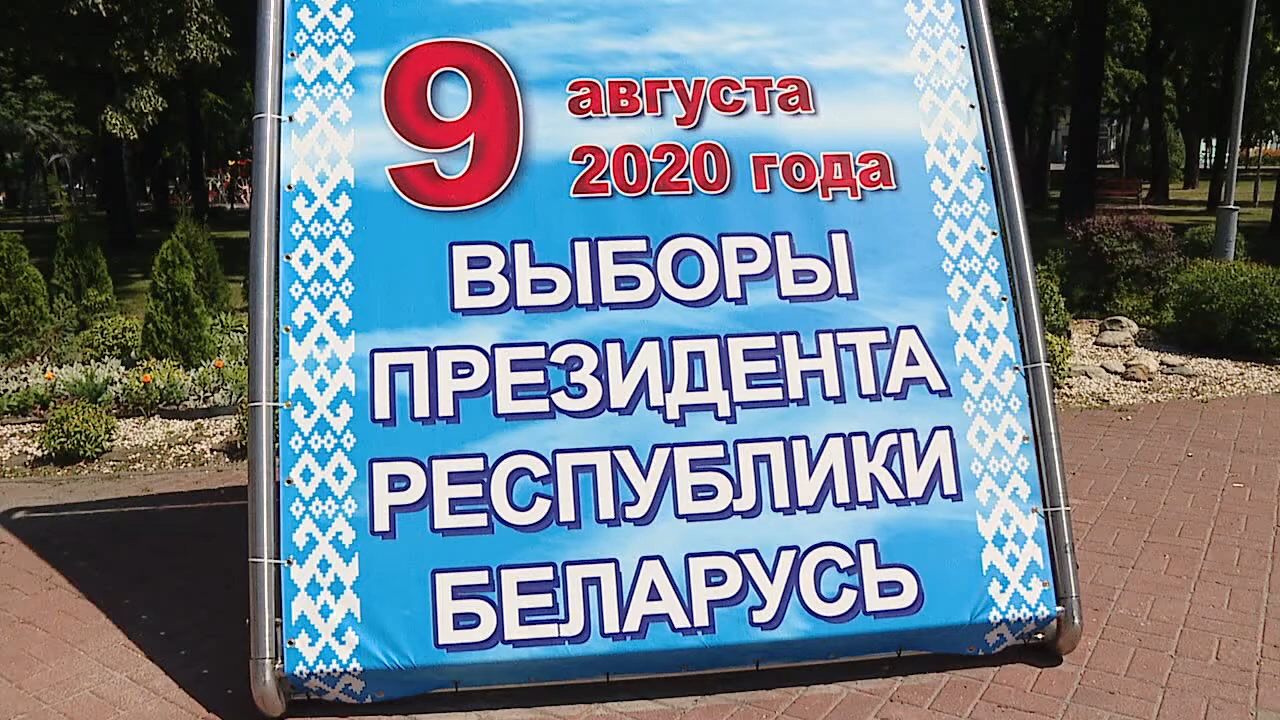 9 августа
2020 года
ВЫБОРЫ
ПРЕЗИДЕНТА
РЕСПУБЛИКИ
БЕЛАРУСЬ